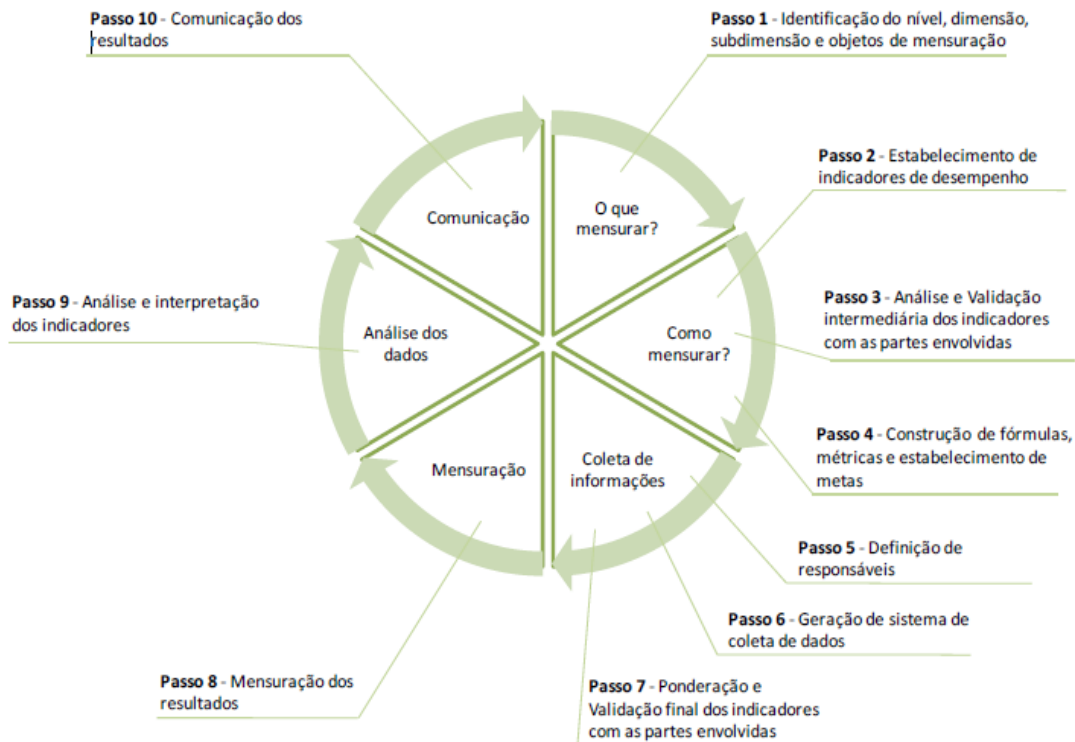 Passo 10 - Comunicação dos
resultados
Passo 1 - Identificação do nível, dimensão,
subdimensão e objetos de mensuração
Passo 2 - Estabelecimento de
indicadores de desempenho
Comunicação
O que
mensurar?
Passo 9 - Análise e interpretação
dos indicadores
Análise dos
dados
Como
mensurar?
Passo 3 - Análise e Validação
intermediária dos indicadores
com as partes envolvidas
Mensuração
Coleta de
informações
Passo 4 - Construção de fórmulas,
métricas e estabelecimento de
metas
Passo 5 - Definição de
responsáveis
Passo 6 - Geração de sistema de
coleta de dados
Passo 8 - Mensuração dos
resultados
Passo 7 - Ponderação e
Validação final dos indicadores
com as partes envolvidas